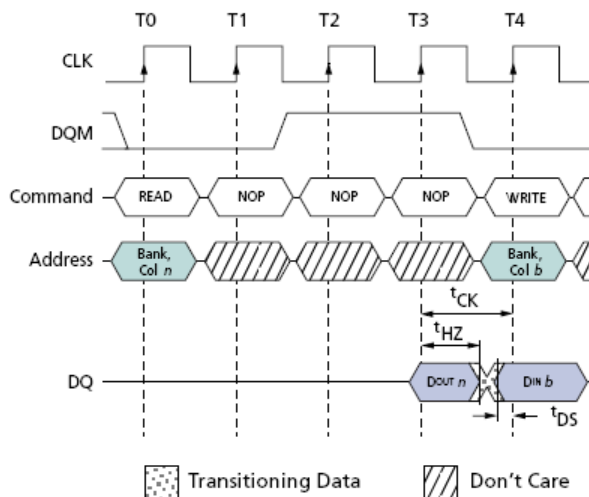 T0 T1 T2 T3 T4
CLK
DQM
Command READ NOP NOP NOP WRITE
Address Bank, Col n Bank, Col b
tCK
tHZ
DQ DOUT n DIN b
tDS
Transitioning Data Don't Care